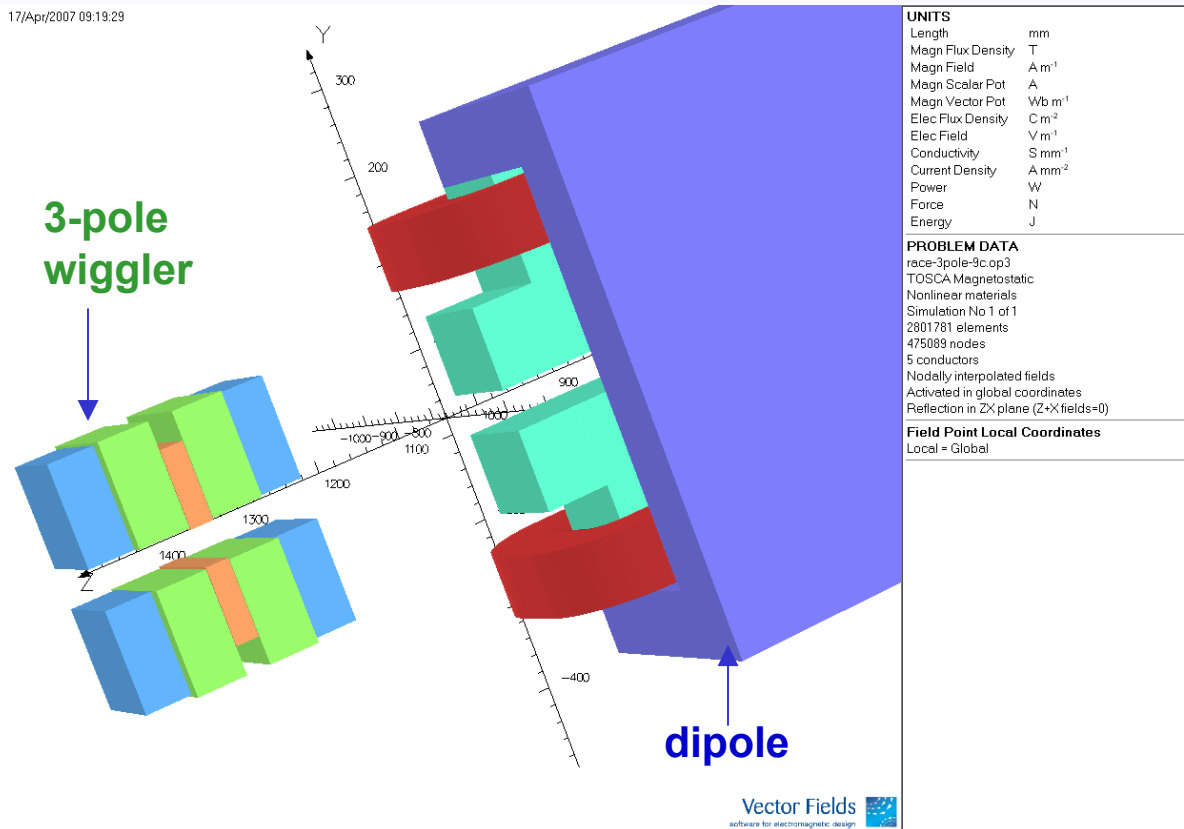 17/Apr/2007 09:19:29
Y
300
200
3-pole
wiggler
900
1000
-1000
-900
-800
1100
1200
1300
1400
Z
-400
dipole
Vector Fields
software for electromagnetic design
UNITS
Length mm
Magn Flux Density T
Magn Field A m⁻¹
Magn Scalar Pot A
Magn Vector Pot Wb m⁻¹
Elec Flux Density C m⁻²
Elec Field V m⁻¹
Conductivity S mm⁻¹
Current Density A mm⁻²
Power W
Force N
Energy J
PROBLEM DATA
race-3pole-9c.op3
TOSCA Magnetostatic
Nonlinear materials
Simulation No 1 of 1
2801781 elements
475089 nodes
5 conductors
Nodally interpolated fields
Activated in global coordinates
Reflection in ZX plane (Z+X fields=0)
Field Point Local Coordinates
Local = Global